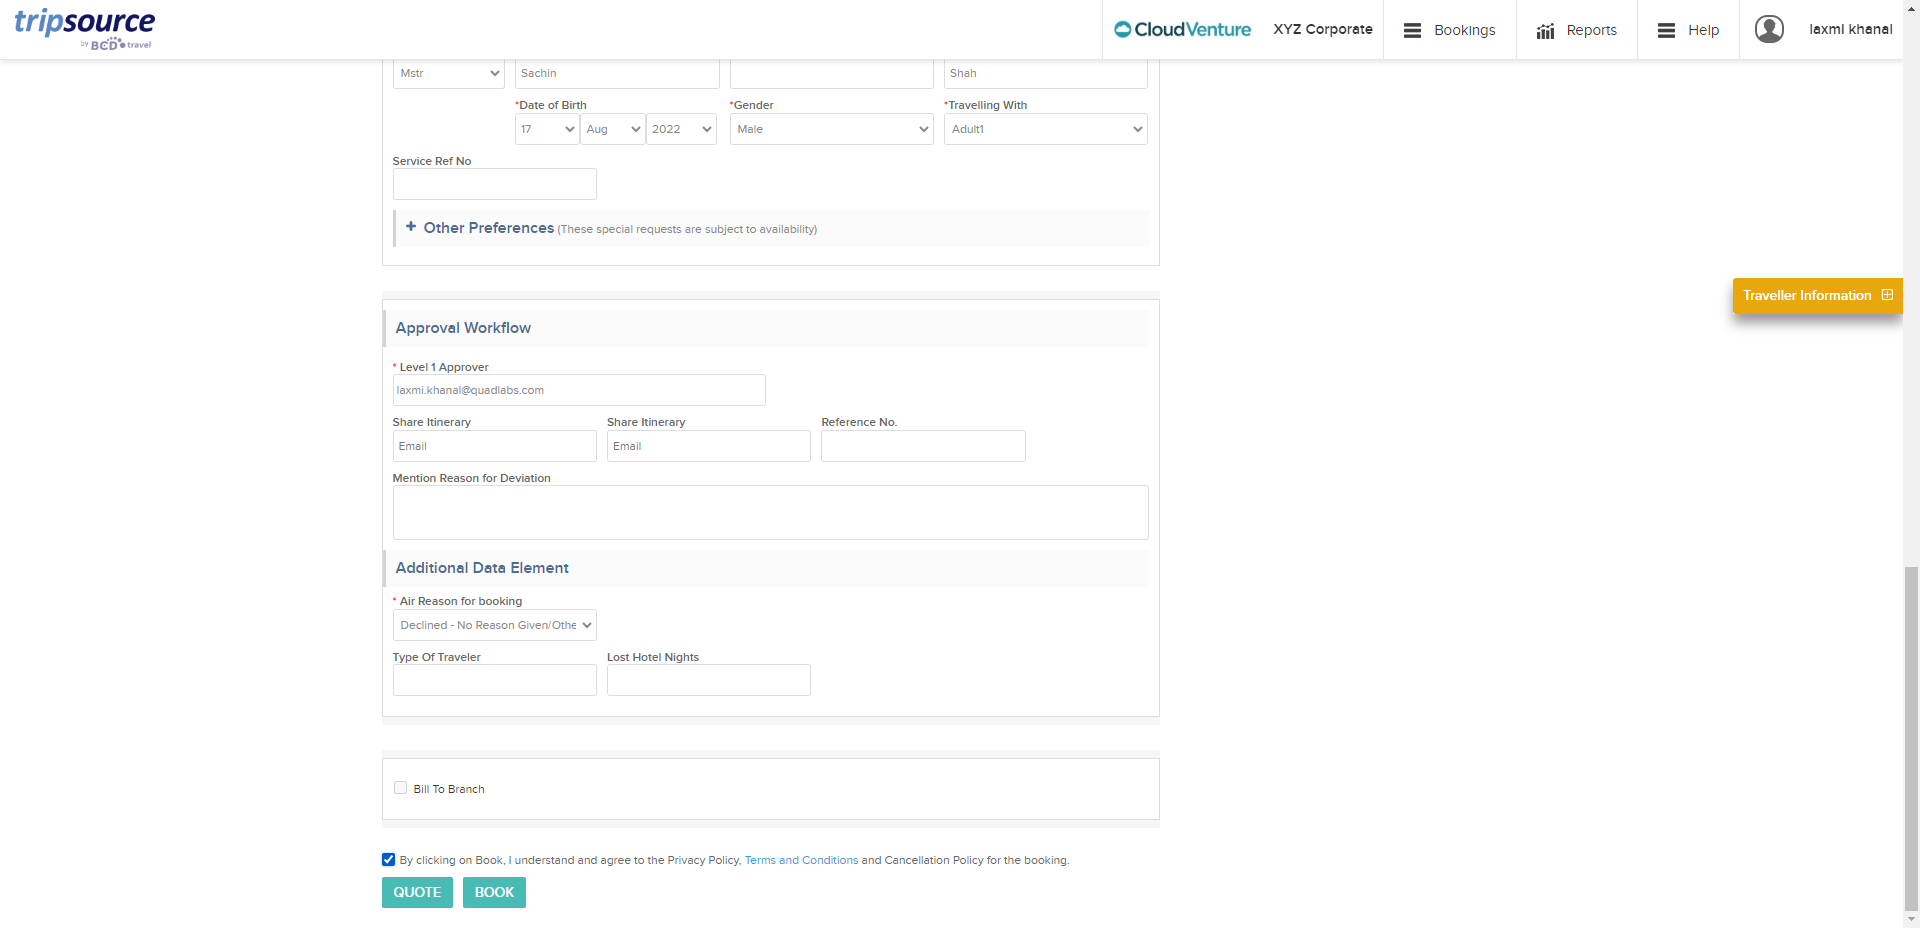 tripsource
by BCD travel
CloudVenture
XYZ Corporate
Bookings
Reports
Help
laxmi khanal
Mstr
Sachin
Shah
*Date of Birth
*Gender
*Travelling With
17
Aug
2022
Male
Adult1
Service Ref No
+ Other Preferences (These special requests are subject to availability)
Traveller Information
Approval Workflow
* Level 1 Approver
laxmi.khanal@quadlabs.com
Share Itinerary
Share Itinerary
Reference No.
Email
Email
Mention Reason for Deviation
Additional Data Element
* Air Reason for booking
Declined - No Reason Given/Othe
Type Of Traveler
Lost Hotel Nights
Bill To Branch
By clicking on Book, I understand and agree to the Privacy Policy, Terms and Conditions and Cancellation Policy for the booking.
QUOTE
BOOK